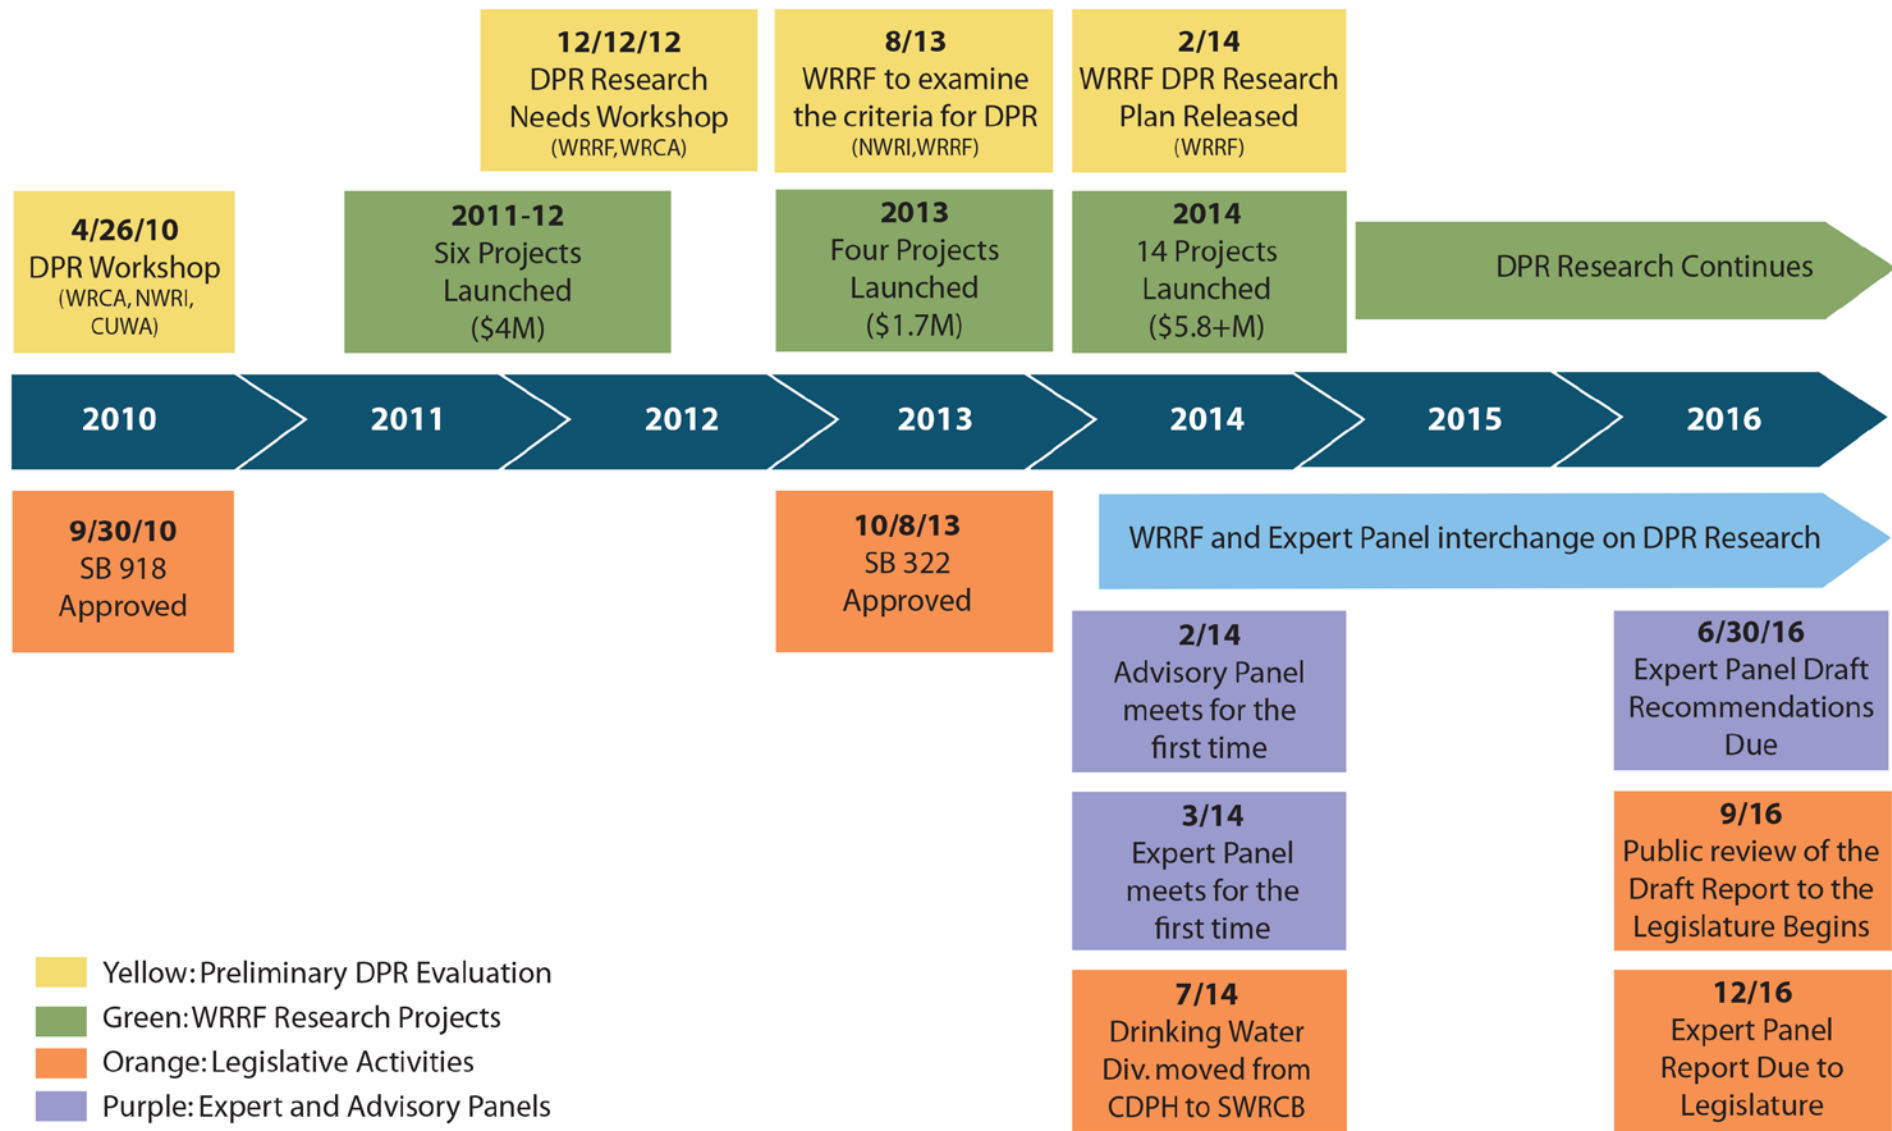 12/12/12
DPR Research
Needs Workshop
(WRRF,WRCA)
8/13
WRRF to examine
the criteria for DPR
(NWRI,WRRF)
2/14
WRRF DPR Research
Plan Released
(WRRF)
4/26/10
DPR Workshop
(WRCA, NWRI,
CUWA)
2011-12
Six Projects
Launched
($4M)
2013
Four Projects
Launched
($1.7M)
2014
14 Projects
Launched
($5.8+M)
DPR Research Continues
2010
2011
2012
2013
2014
2015
2016
9/30/10
SB 918
Approved
10/8/13
SB 322
Approved
WRRF and Expert Panel interchange on DPR Research
2/14
Advisory Panel
meets for the
first time
6/30/16
Expert Panel Draft
Recommendations
Due
3/14
Expert Panel
meets for the
first time
9/16
Public review of the
Draft Report to the
Legislature Begins
7/14
Drinking Water
Div. moved from
CDPH to SWRCB
12/16
Expert Panel
Report Due to
Legislature
Yellow: Preliminary DPR Evaluation
Green: WRRF Research Projects
Orange: Legislative Activities
Purple: Expert and Advisory Panels